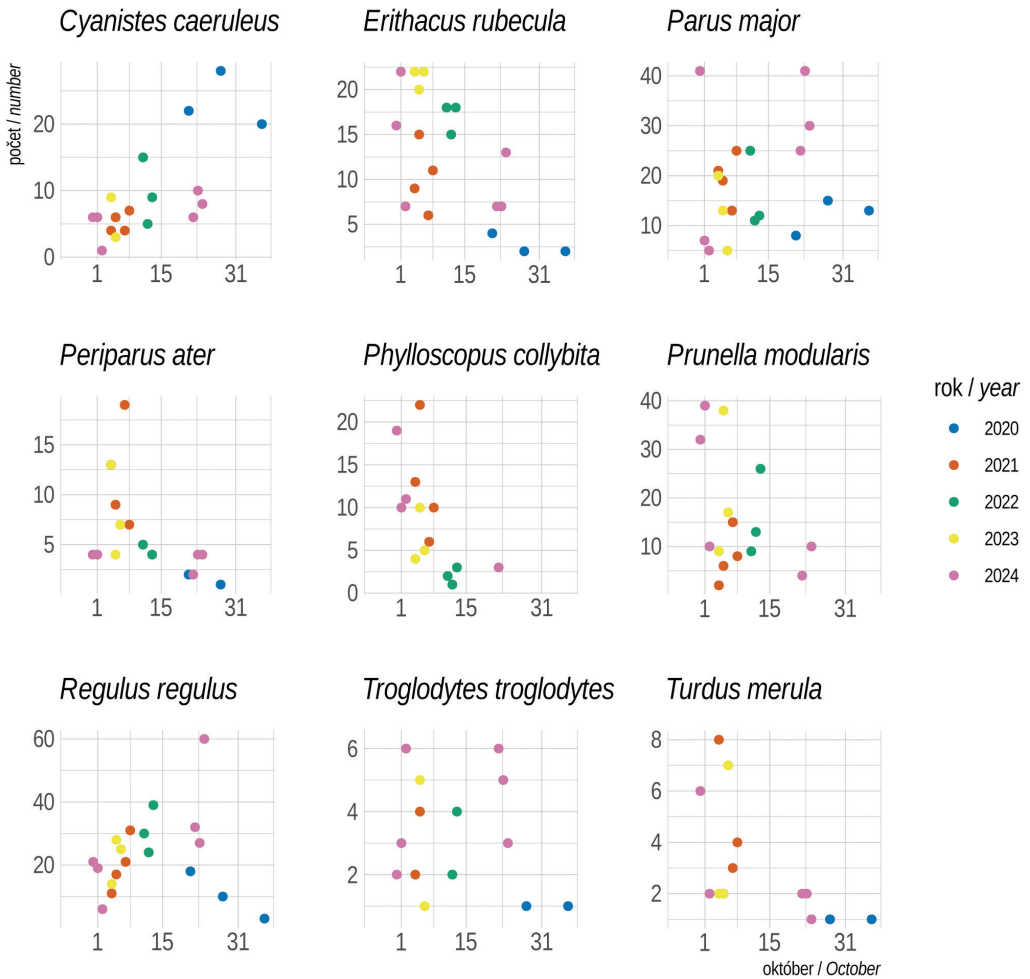 Cyanistes caeruleus
Erithacus rubecula
Parus major
počet / number
20
10
0
1 15 31
20
15
10
5
1 15 31
40
30
20
10
1 15 31
Periparus ater
Phylloscopus collybita
Prunella modularis
15
10
5
1 15 31
20
15
10
5
0
1 15 31
40
30
20
10
1 15 31
rok / year
2020
2021
2022
2023
2024
Regulus regulus
Troglodytes troglodytes
Turdus merula
60
40
20
1 15 31
6
4
2
1 15 31
8
6
4
2
1 15 31
október / October